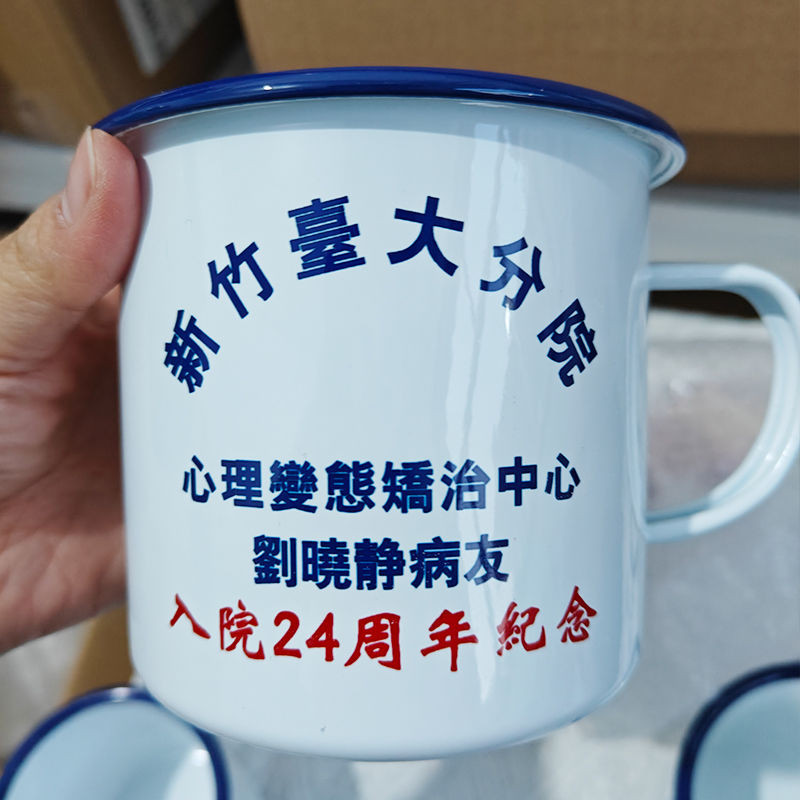 新竹臺大分院
心理變態矯治中心
劉曉静病友
入院24周年紀念